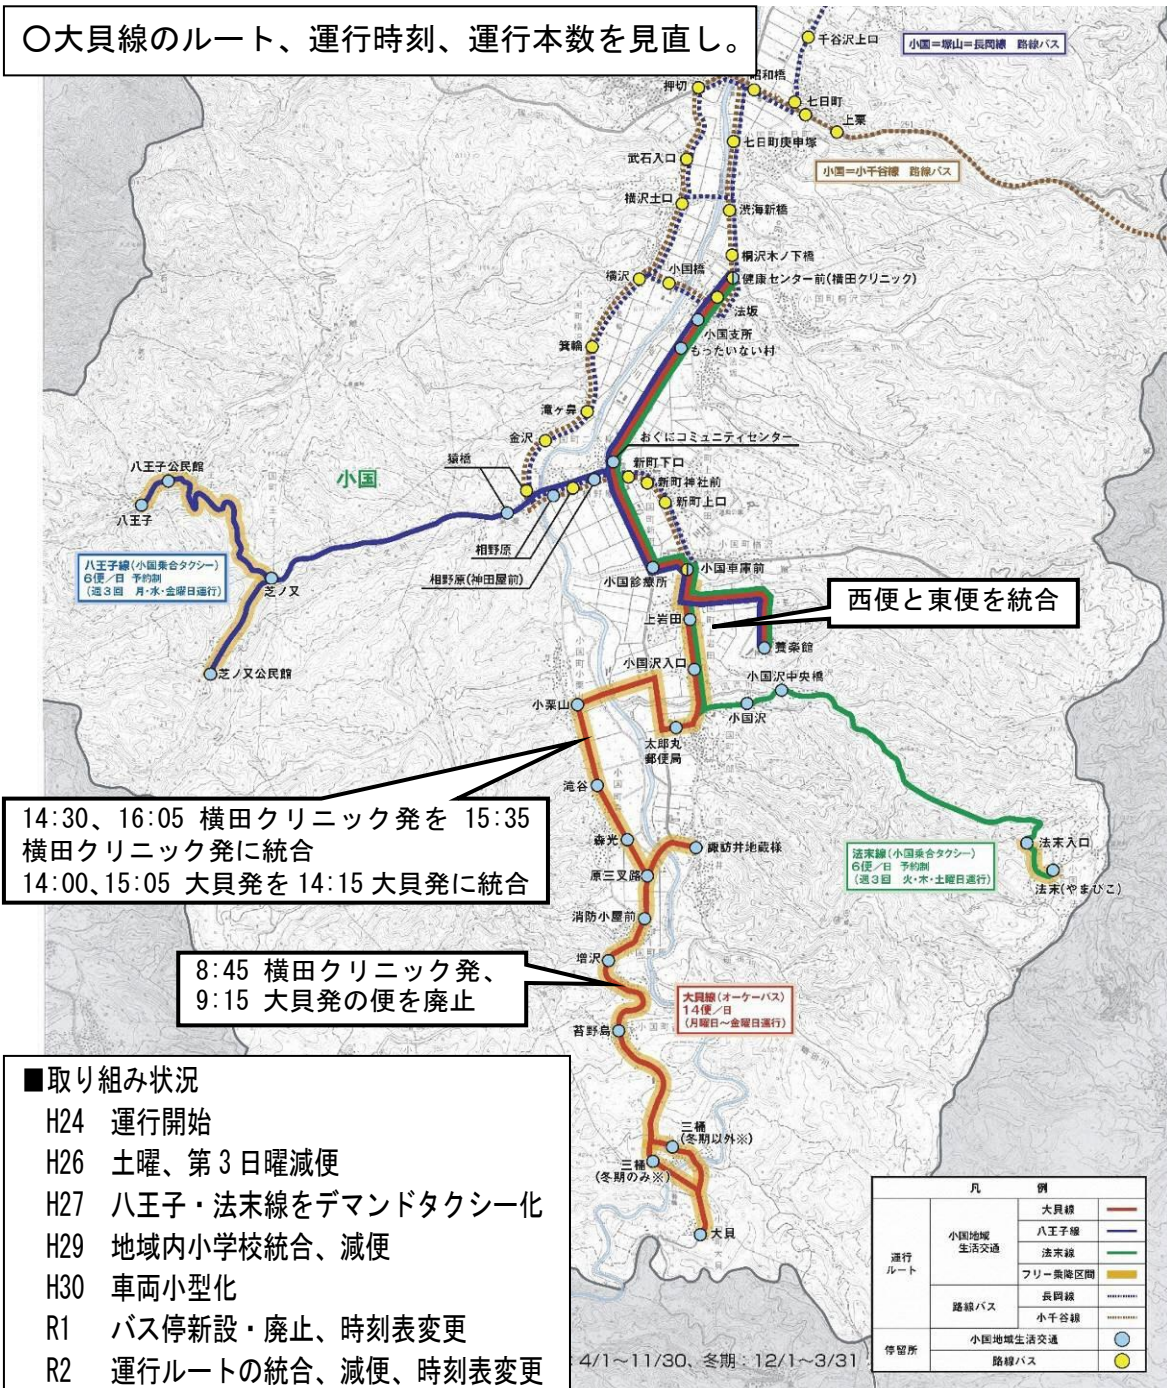 〇大貝線のルート、運行時刻、運行本数を見直し。
千谷沢上口
小国=塚山=長岡線 路線バス
押切
昭和橋
七日町
上栗
七日町庚申塚
武石入口
小国=小千谷線 路線バス
横沢土口
渋海新橋
桐沢木ノ下橋
横沢
小国橋
健康センター前(横田クリニック)
法坂
小国支所
もったいない村
箕輪
滝ヶ鼻
金沢
おぐにコミュニティセンター
猿橋
新町下口
新町神社前
新町上口
八王子公民館
八王子
小国
相野原
相野原(神田屋前)
小国診療所
小国車庫前
八王子線(小国乗合タクシー)
6便/日 予約制
(週3回 月・水・金曜日運行)
芝ノ又
芝ノ又公民館
上岩田
西便と東便を統合
養楽館
小国沢入口
小国沢中央橋
小国沢
小栗山
太郎丸
郵便局
滝谷
14:30、16:05 横田クリニック発を 15:35
横田クリニック発に統合
14:00、15:05 大貝発を 14:15 大貝発に統合
森光
諏訪井地蔵様
原三叉路
法末線(小国乗合タクシー)
6便/日 予約制
(週3回 火・木・土曜日運行)
法末入口
法末(やまびこ)
消防小屋前
増沢
8:45 横田クリニック発、
9:15 大貝発の便を廃止
大貝線(オーケーバス)
14便/日
(月曜日〜金曜日運行)
苔野島
三桶
(冬期以外※)
三桶
(冬期のみ※)
大貝
■取り組み状況
H24 運行開始
H26 土曜、第3日曜減便
H27 八王子・法末線をデマンドタクシー化
H29 地域内小学校統合、減便
H30 車両小型化
R1 バス停新設・廃止、時刻表変更
R2 運行ルートの統合、減便、時刻表変更
: 4/1〜11/30、冬期: 12/1〜3/31
凡 例
運行
ルート
小国地域
生活交通
大貝線
八王子線
法末線
フリー乗降区間
路線バス
長岡線
小千谷線
停留所
小国地域生活交通
路線バス